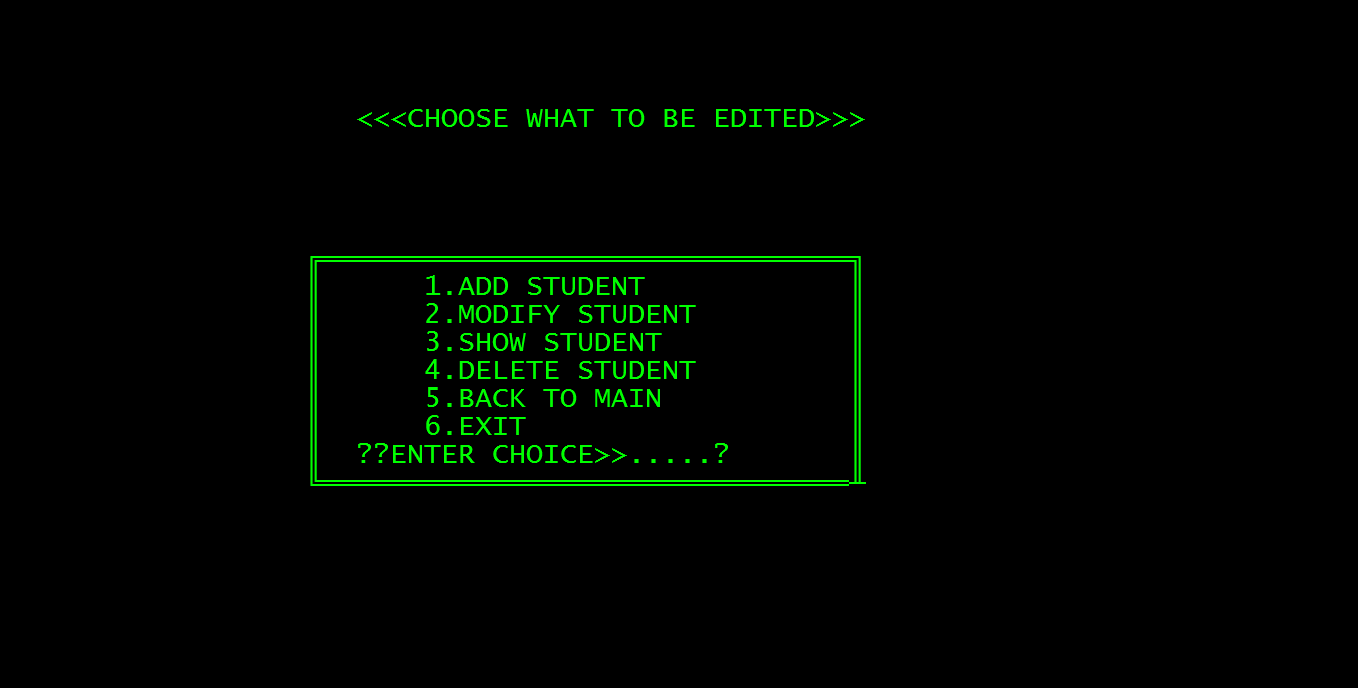 <<<CHOOSE WHAT TO BE EDITED>>>
1.ADD STUDENT
2.MODIFY STUDENT
3.SHOW STUDENT
4.DELETE STUDENT
5.BACK TO MAIN
6.EXIT
??ENTER CHOICE>>.....?